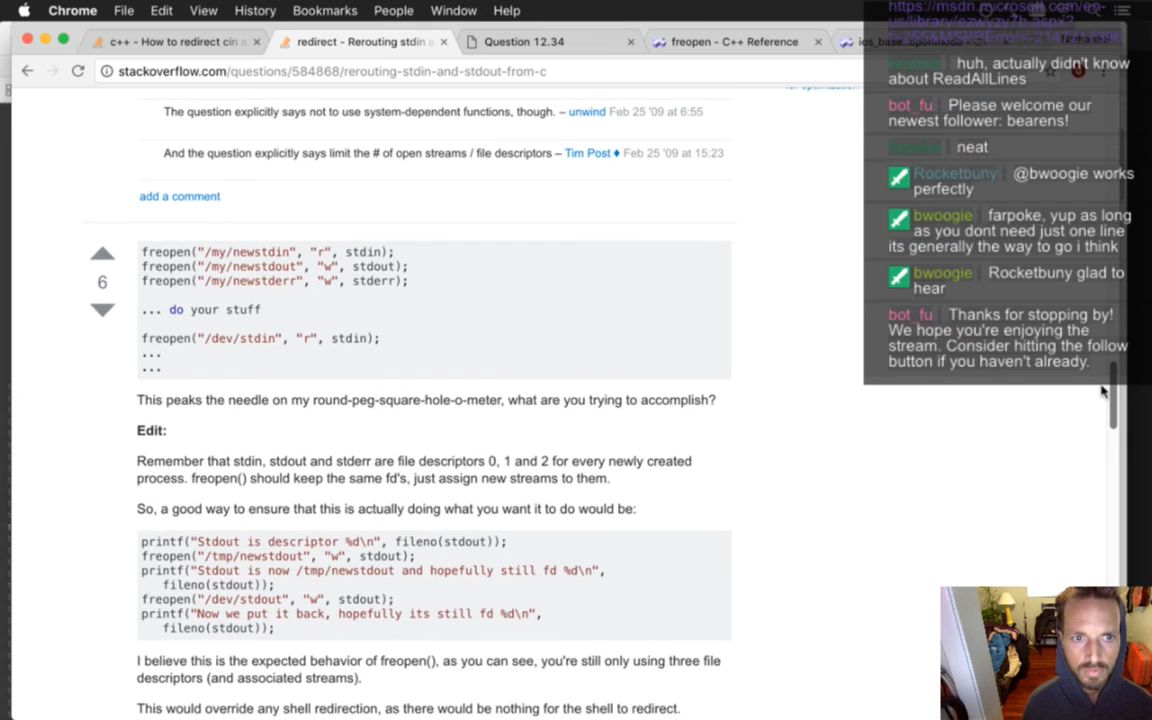 Chrome File Edit View History Bookmarks People Window Help
c++ - How to redirect cin a
redirect - Rerouting stdin a
Question 12.34
freopen - C++ Reference
stackoverflow.com/questions/584868/rerouting-stdin-and-stdout-from-c
The question explicitly says not to use system-dependent functions, though. – unwind Feb 25 '09 at 6:55
And the question explicitly says limit the # of open streams / file descriptors – Tim Post ♦ Feb 25 '09 at 15:23
add a comment
6
freopen("/my/newstdin", "r", stdin);
freopen("/my/newstdout", "w", stdout);
freopen("/my/newstderr", "w", stderr);
... do your stuff
freopen("/dev/stdin", "r", stdin);
...
...
This peaks the needle on my round-peg-square-hole-o-meter, what are you trying to accomplish?
Edit:
Remember that stdin, stdout and stderr are file descriptors 0, 1 and 2 for every newly created
process. freopen() should keep the same fd's, just assign new streams to them.
So, a good way to ensure that this is actually doing what you want it to do would be:
printf("Stdout is descriptor %d\n", fileno(stdout));
freopen("/tmp/newstdout", "w", stdout);
printf("Stdout is now /tmp/newstdout and hopefully still fd %d\n",
fileno(stdout));
freopen("/dev/stdout", "w", stdout);
printf("Now we put it back, hopefully its still fd %d\n",
fileno(stdout));
I believe this is the expected behavior of freopen(), as you can see, you're still only using three file
descriptors (and associated streams).
This would override any shell redirection, as there would be nothing for the shell to redirect.
https://msdn.microsoft.com/en-
huh, actually didn't know
about ReadAllLines
bot_fu Please welcome our
newest follower: bearens!
neat
Rocketbuny @bwoogie works
perfectly
bwoogie farpoke, yup as long
as you dont need just one line
its generally the way to go i think
bwoogie Rocketbuny glad to
hear
bot_fu Thanks for stopping by!
We hope you're enjoying the
stream. Consider hitting the follow
button if you haven't already.